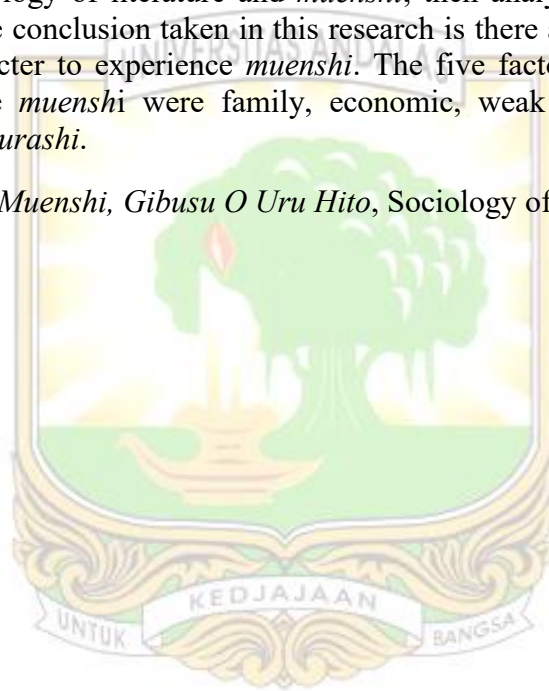 ology of literature and muenshi, then analy
e conclusion taken in this research is there a
cter to experience muenshi. The five facto
e muenshi were family, economic, weak
urashi.
Muenshi, Gibusu O Uru Hito, Sociology of
UNIVERSITAS ANDALAS
KEDJAJAAN
UNTUK
BANGSA